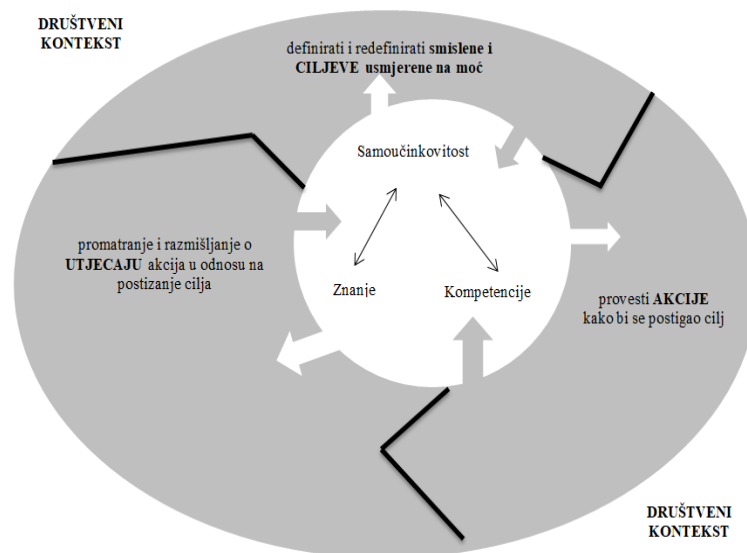 DRUŠTVENI
KONTEKST
definirati i redefinirati smislene i
CILJEVE usmjerene na moć
Samoučinkovitost
promatranje i razmišljanje o
UTJECAJU akcija u odnosu na
postizanje cilja
Znanje
Kompetencije
provesti AKCIJE
kako bi se postigao cilj
DRUŠTVENI
KONTEKST